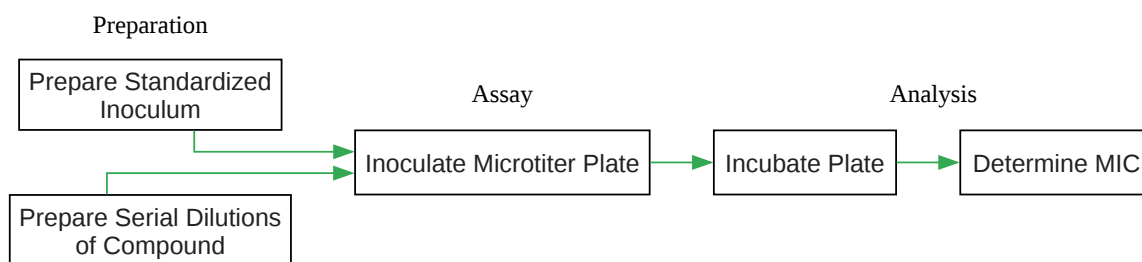 Preparation
Prepare Standardized
Inoculum
Assay
Analysis
Inoculate Microtiter Plate
Incubate Plate
Determine MIC
Prepare Serial Dilutions
of Compound